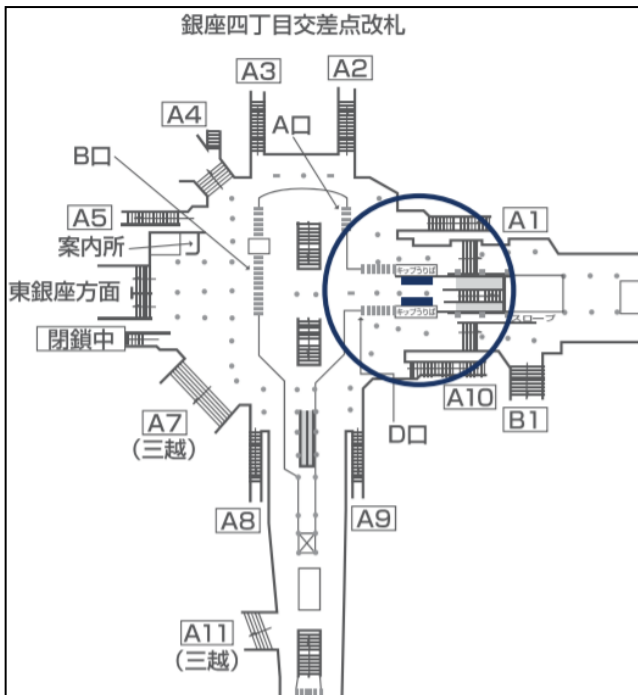 銀座四丁目交差点改札
A3
A2
A4
A口
B口
A5
A1
案内所
キップうりば
東銀座方面
キップうりば
スロープ
閉鎖中
A10
B1
A7
(三越)
D口
A8
A9
A11
(三越)